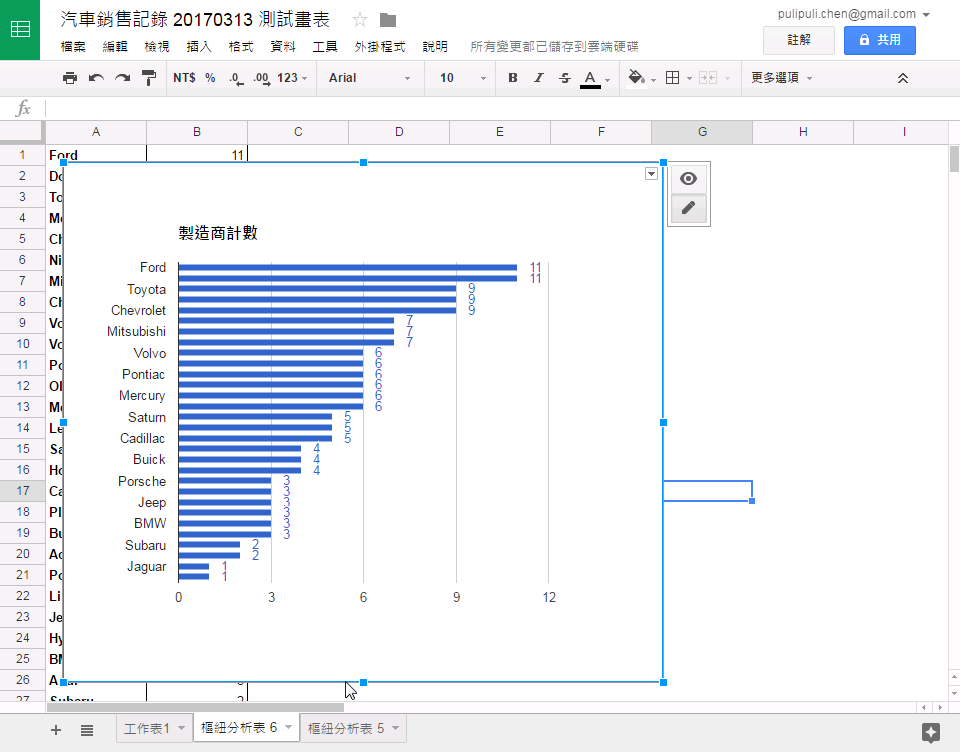 汽車銷售記錄 20170313 測試畫表
pulipuli.chen@gmail.com
檔案 編輯 檢視 插入 格式 資料 工具 外掛程式 說明 所有變更都已儲存到雲端硬碟
註解 共用
NT$ % .0 .00 123 Arial 10 B I S A 更多選項
fx
A B C D E F G H I
1 Ford 11
2 Do
3 To
4 Me
5 Ch
6 Ni
7 Mi
8 Ch
9 Vo
10 Vo
11 Po
12 Ol
13 Me
14 Le
15 Sa
16 Ho
17 Ca
18 Pl
19 Bu
20 Ac
21 Po
22 Li
23 Je
24 Hy
25 BM
26
27 Subaru 2
製造商計數
Ford 11
11
Toyota 9
9
Chevrolet 9
7
Mitsubishi 7
7
Volvo 6
6
Pontiac 6
6
Mercury 6
6
Saturn 5
5
Cadillac 5
4
Buick 4
4
Porsche 3
3
Jeep 3
3
BMW 3
3
Subaru 2
2
Jaguar 1
1
0 3 6 9 12
工作表1 樞紐分析表 6 樞紐分析表 5